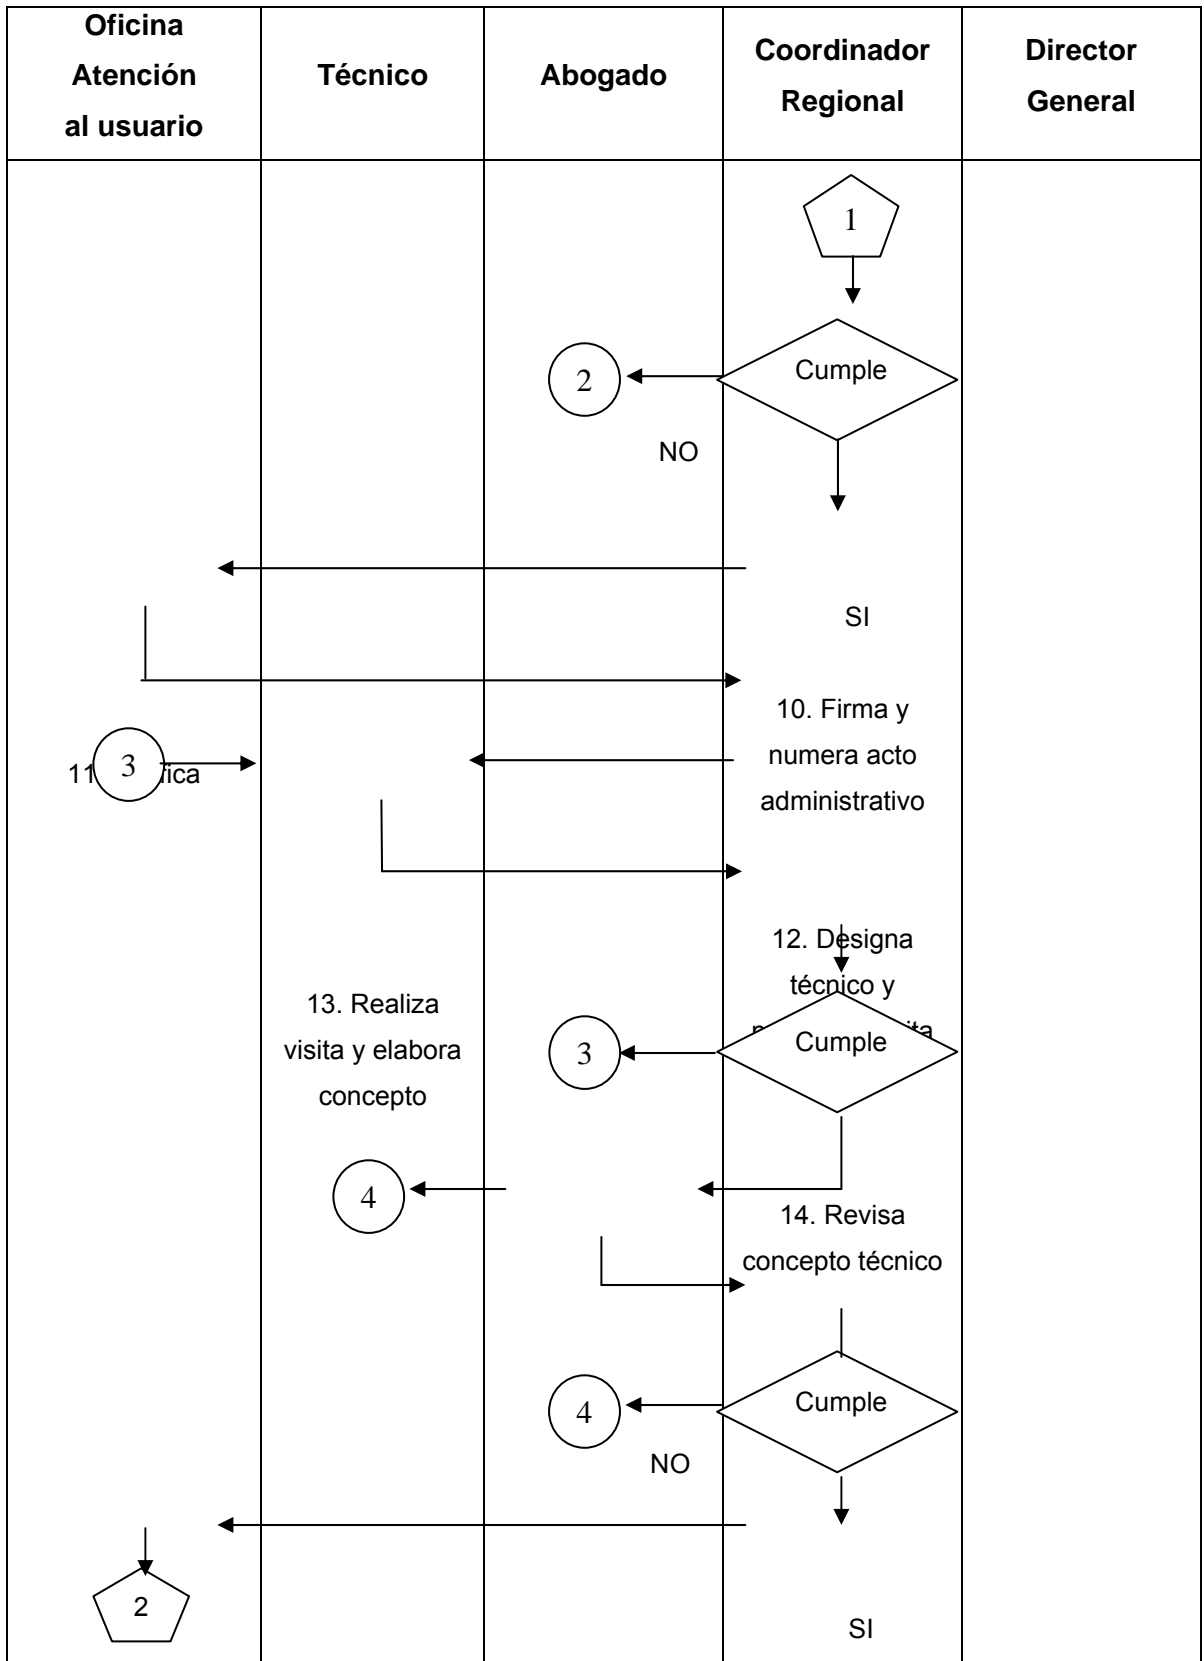 Oficina
Atención
al usuario
Técnico
Abogado
Coordinador
Regional
Director
General
1
Cumple
2
NO
SI
10. Firma y
numera acto
administrativo
3
12. Designa
técnico y
13. Realiza
visita y elabora
concepto
Cumple
3
4
14. Revisa
concepto técnico
Cumple
4
NO
2
SI